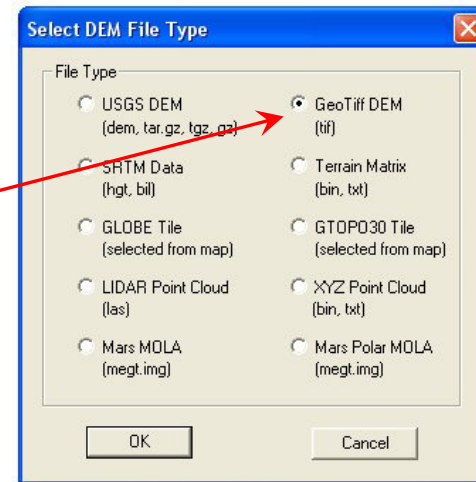 Select DEM File Type
File Type
USGS DEM
(dem, tar.gz, tgz, gz)
GeoTiff DEM
(tif)
SRTM Data
(hgt, bil)
Terrain Matrix
(bin, txt)
GLOBE Tile
(selected from map)
GTOPO30 Tile
(selected from map)
LIDAR Point Cloud
(las)
XYZ Point Cloud
(bin, txt)
Mars MOLA
(megt.img)
Mars Polar MOLA
(megt.img)
OK
Cancel